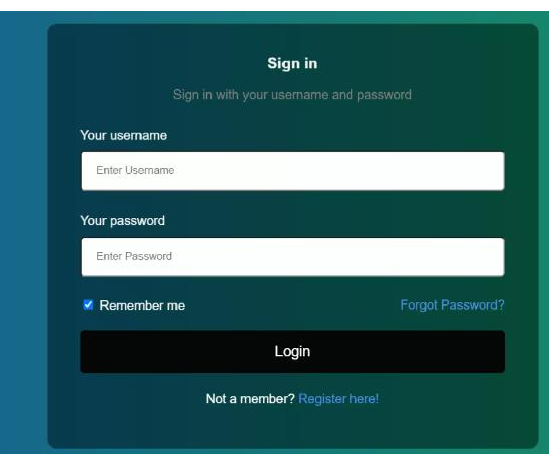 Sign in
Sign in with your username and password
Your username
Enter Username
Your password
Enter Password
Remember me Forgot Password?
Login
Not a member? Register here!